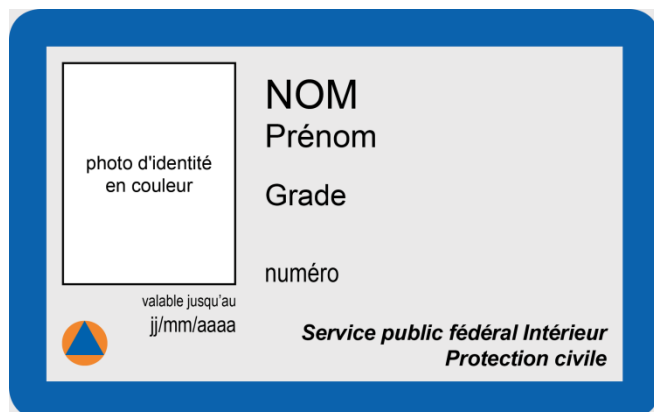 photo d'identité
en couleur
NOM
Prénom
Grade
numéro
valable jusqu'au
jj/mm/aaaa
Service public fédéral Intérieur
Protection civile